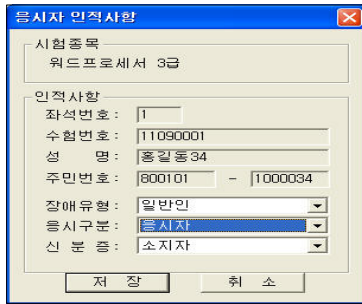 응시자 인적사항
시험종목
워드프로세서 3급
인적사항
좌석번호: 1
수험번호: 11090001
성 명: 홍길동34
주민번호: 800101 - 1000034
장애유형: 일반인
응시구분: 응시자
신 분 증: 소지자
저 장 취 소